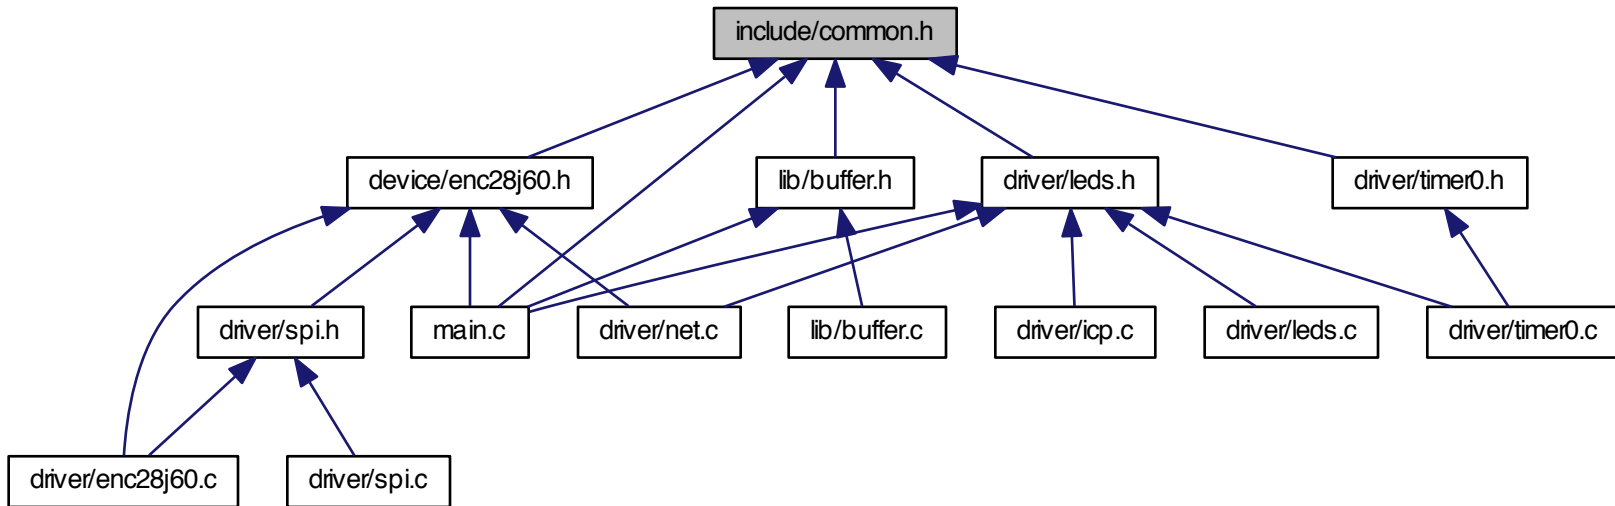 include/common.h
device/enc28j60.h
lib/buffer.h
driver/leds.h
driver/timer0.h
driver/spi.h
main.c
driver/net.c
lib/buffer.c
driver/icp.c
driver/leds.c
driver/timer0.c
driver/enc28j60.c
driver/spi.c